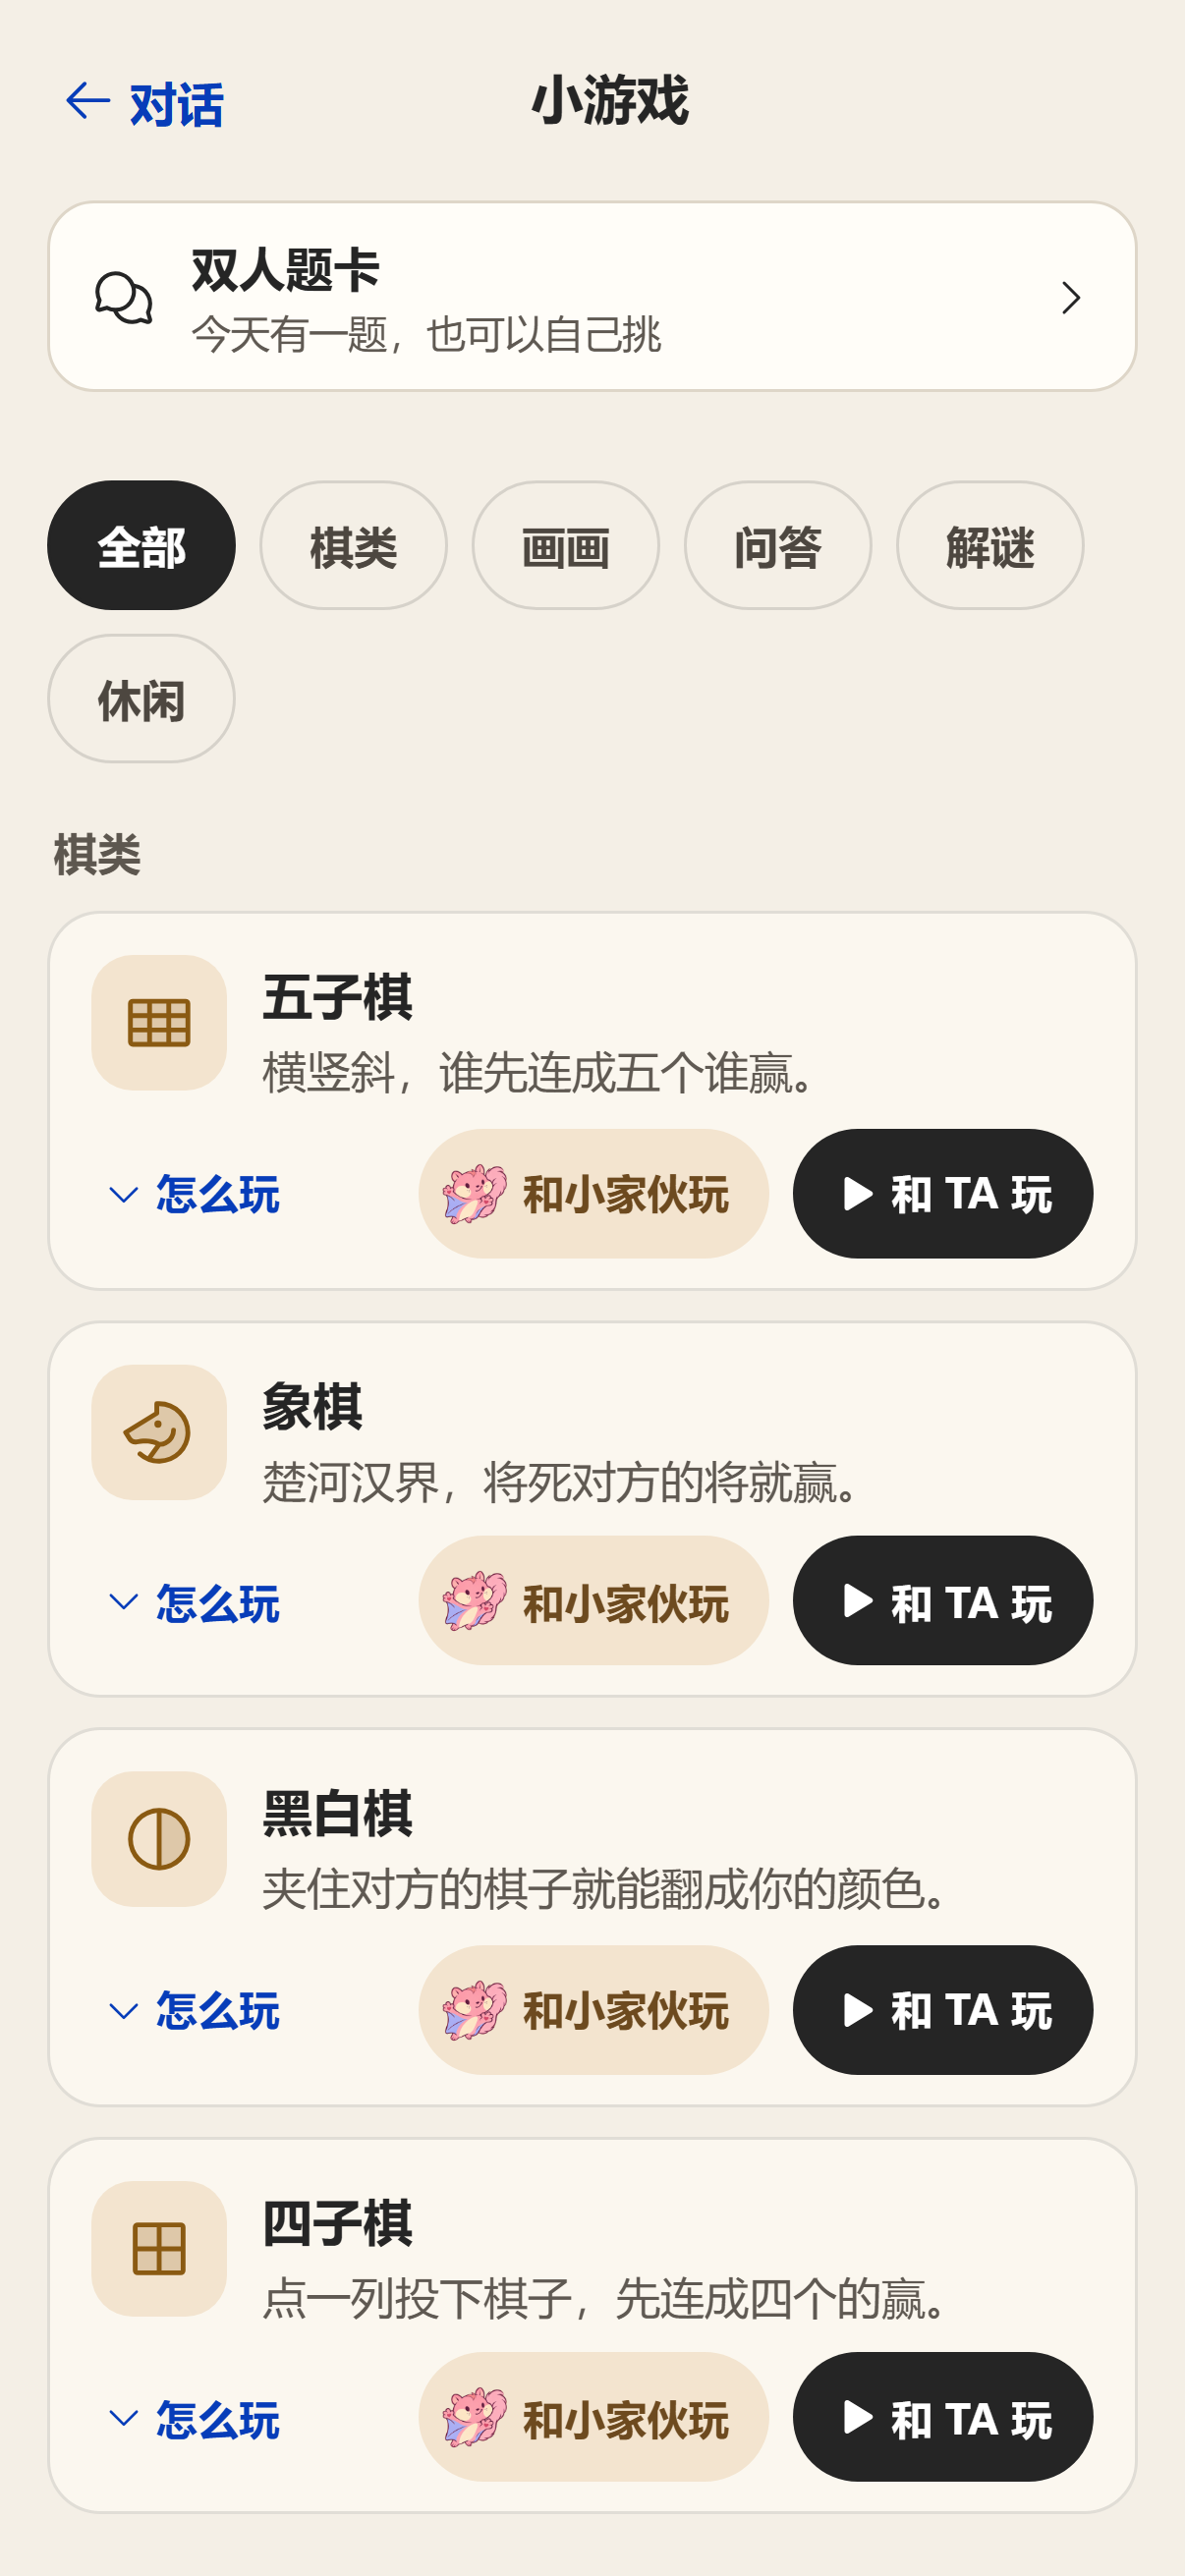 对话
小游戏
双人题卡
今天有一题，也可以自己挑
全部 棋类 画画 问答 解谜
休闲
棋类
五子棋
横竖斜，谁先连成五个谁赢。
怎么玩 和小家伙玩 和 TA 玩
象棋
楚河汉界，将死对方的将就赢。
怎么玩 和小家伙玩 和 TA 玩
黑白棋
夹住对方的棋子就能翻成你的颜色。
怎么玩 和小家伙玩 和 TA 玩
四子棋
点一列投下棋子，先连成四个的赢。
怎么玩 和小家伙玩 和 TA 玩